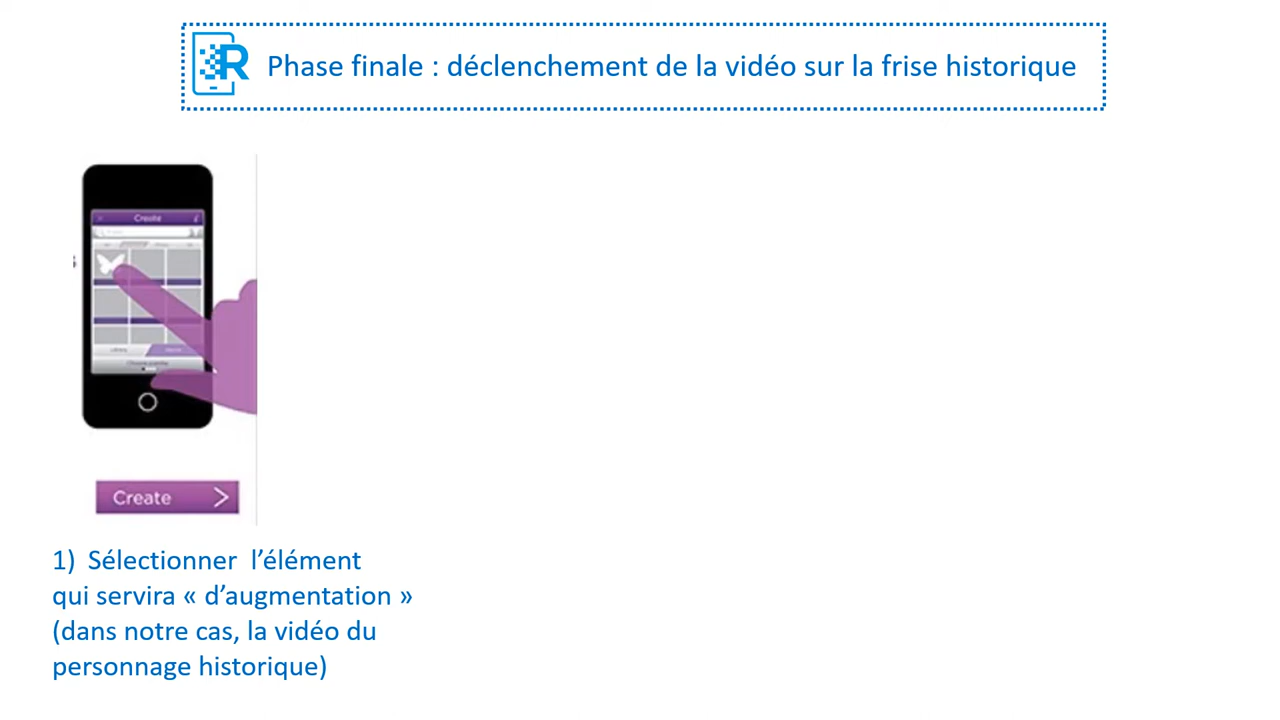 R
Phase finale : déclenchement de la vidéo sur la frise historique
Create
Create >
1) Sélectionner l’élément
qui servira « d’augmentation »
(dans notre cas, la vidéo du
personnage historique)